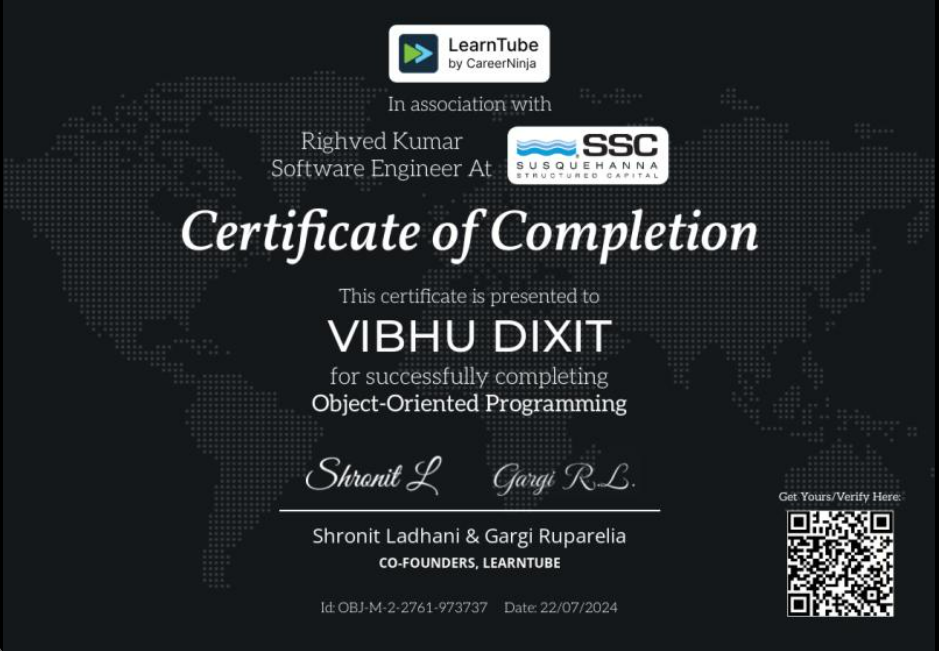 LearnTube
by CareerNinja
In association with
Righved Kumar
Software Engineer At
SSC
SUSQUEHANNA
STRUCTURED CAPITAL
Certificate of Completion
This certificate is presented to
VIBHU DIXIT
for successfully completing
Object-Oriented Programming
Shronit L Gargi R.L.
Get Yours/Verify Here:
Shronit Ladhani & Gargi Ruparelia
CO-FOUNDERS, LEARNTUBE
Id: OBJ-M-2-2761-973737 Date: 22/07/2024